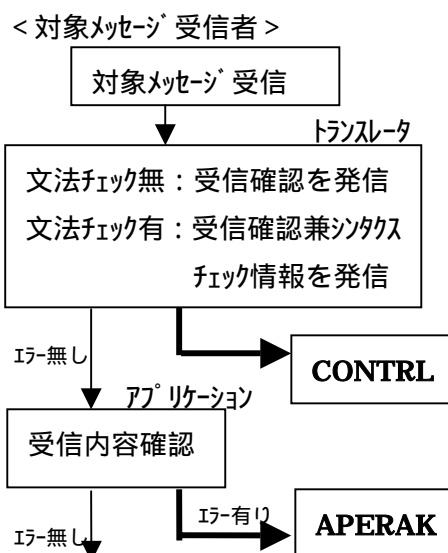 <対象ﾒｯｾｰｼﾞ受信者>
対象ﾒｯｾｰｼﾞ受信
ﾄﾗﾝｽﾚｰﾀ
文法ﾁｪｯｸ無：受信確認を発信
文法ﾁｪｯｸ有：受信確認兼ｼﾝﾀｸｽ
ﾁｪｯｸ情報を発信
ｴﾗｰ無し
CONTRL
ｱﾌﾟﾘｹｰｼｮﾝ
受信内容確認
ｴﾗｰ有り
APERAK
ｴﾗｰ無し